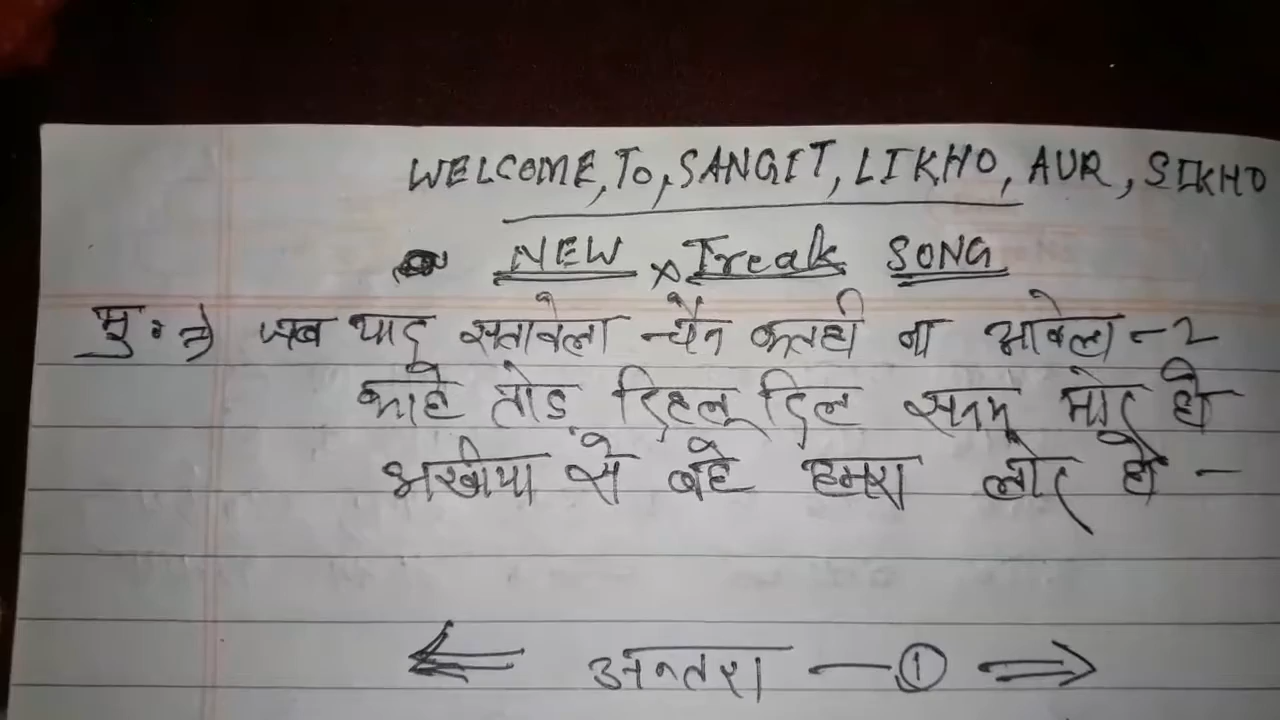 WELCOME, TO, SANGIT, LIKHO, AUR, SIKHO
NEW x Treak SONG
मु॰ → जब याद सतावेला चैन कतही ना आवेला - 2
काहे तोड़ दिहलू दिल सनम मोर हो
अखीया से बहे हमरा लोर हो -
⇐ अन्तरा — ① ⇒